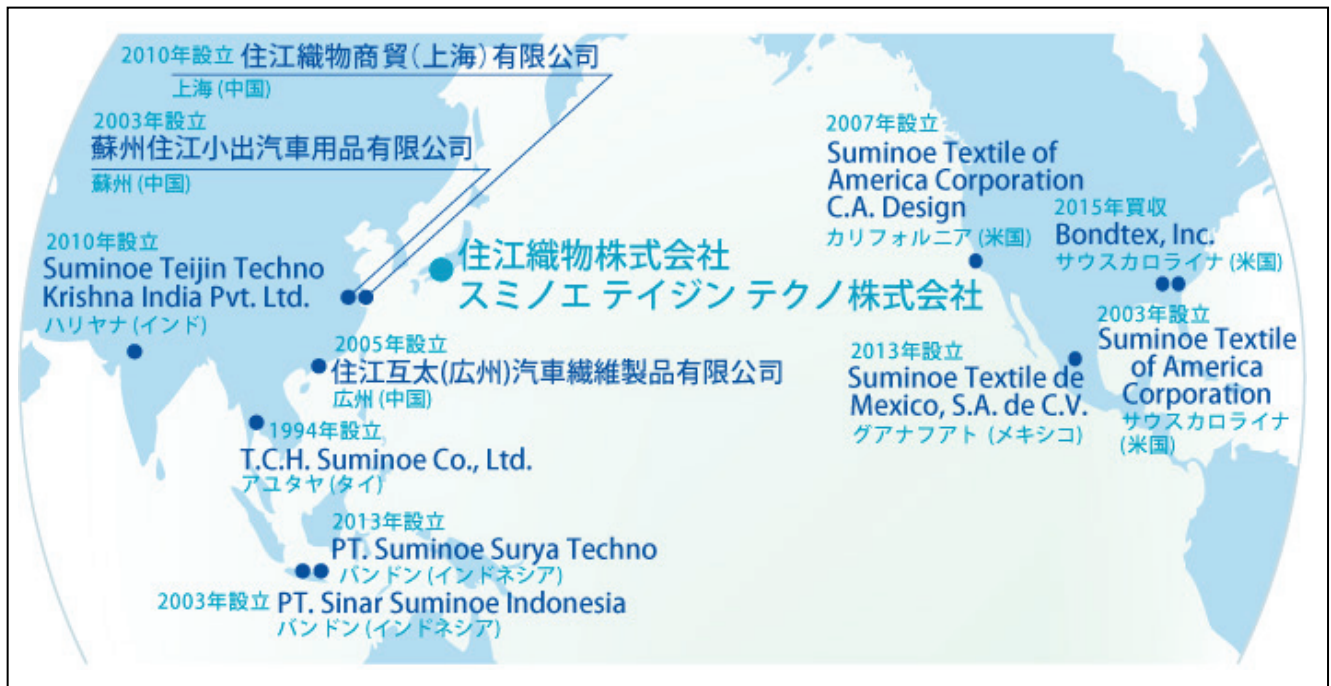 2010年設立 住江織物商貿(上海)有限公司
上海(中国)
2003年設立
蘇州住江小出汽車用品有限公司
蘇州(中国)
2010年設立
Suminoe Teijin Techno
Krishna India Pvt. Ltd.
ハリヤナ(インド)
住江織物株式会社
スミノエ テイジン テクノ株式会社
2005年設立
住江互太(広州)汽車繊維製品有限公司
広州(中国)
1994年設立
T.C.H. Suminoe Co., Ltd.
アユタヤ(タイ)
2013年設立
PT. Suminoe Surya Techno
バンドン(インドネシア)
2003年設立 PT. Sinar Suminoe Indonesia
バンドン(インドネシア)
2007年設立
Suminoe Textile of
America Corporation
C.A. Design
カリフォルニア(米国)
2015年買収
Bondtex, Inc.
サウスカロライナ(米国)
2003年設立
Suminoe Textile
of America
Corporation
サウスカロライナ
(米国)
2013年設立
Suminoe Textile de
Mexico, S.A. de C.V.
グアナフアト (メキシコ)